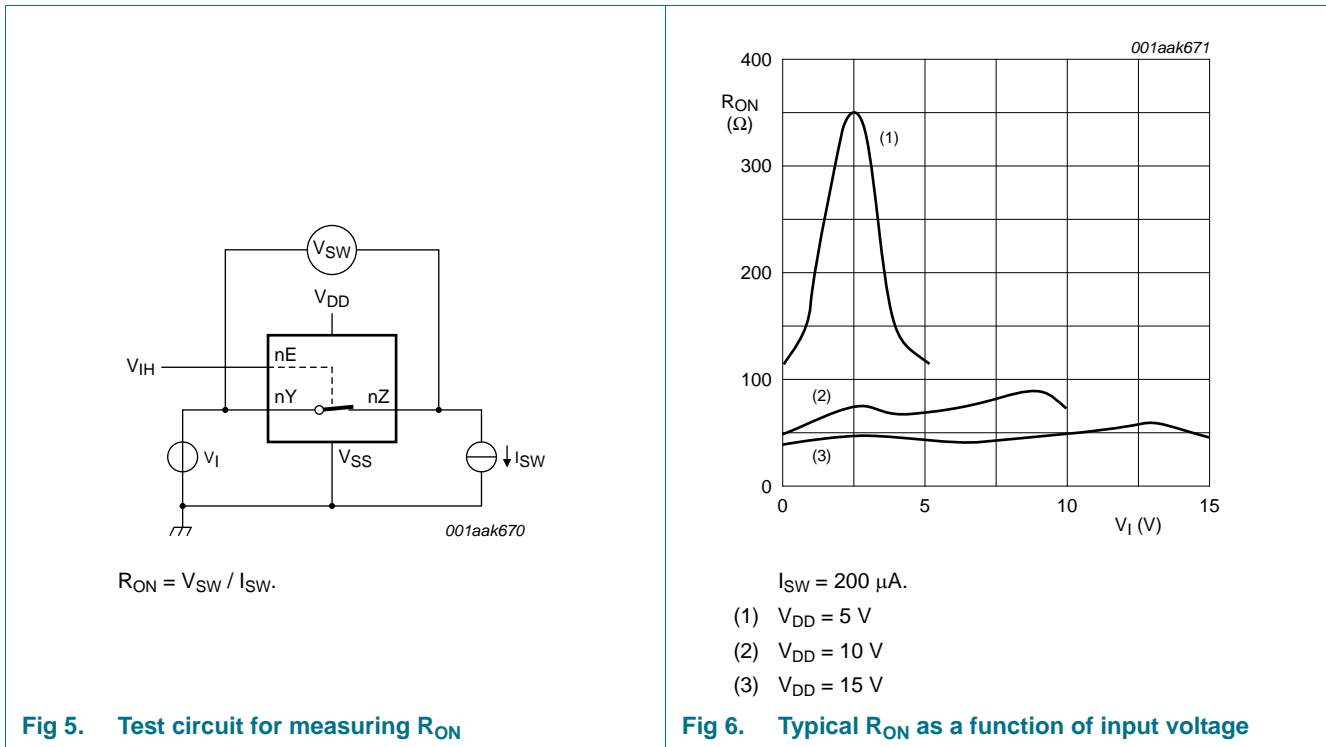 V_SW
V_DD
V_IH
nE
nY
nZ
V_I
V_SS
I_SW
001aak670
R_ON = V_SW / I_SW.
Fig 5. Test circuit for measuring R_ON
001aak671
400
R_ON
(Ω)
(1)
300
200
100
(2)
(3)
0
0
5
10
15
V_I (V)
I_SW = 200 μA.
(1) V_DD = 5 V
(2) V_DD = 10 V
(3) V_DD = 15 V
Fig 6. Typical R_ON as a function of input voltage